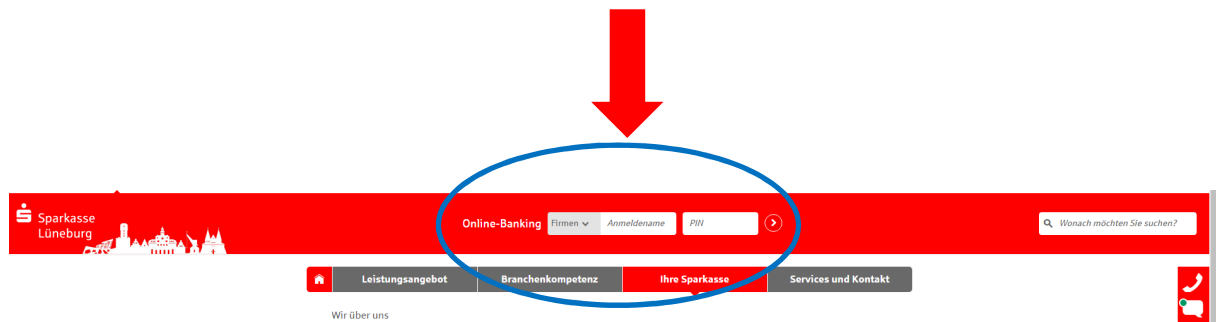 Sparkasse
Lüneburg
Online-Banking Firmen Anmeldename PIN
Wonach möchten Sie suchen?
Leistungsangebot Branchenkompetenz Ihre Sparkasse Services und Kontakt
Wir über uns